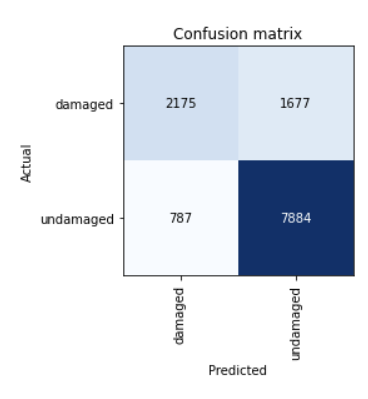 Confusion matrix
Actual
damaged 2175 1677
undamaged 787 7884
damaged undamaged
Predicted